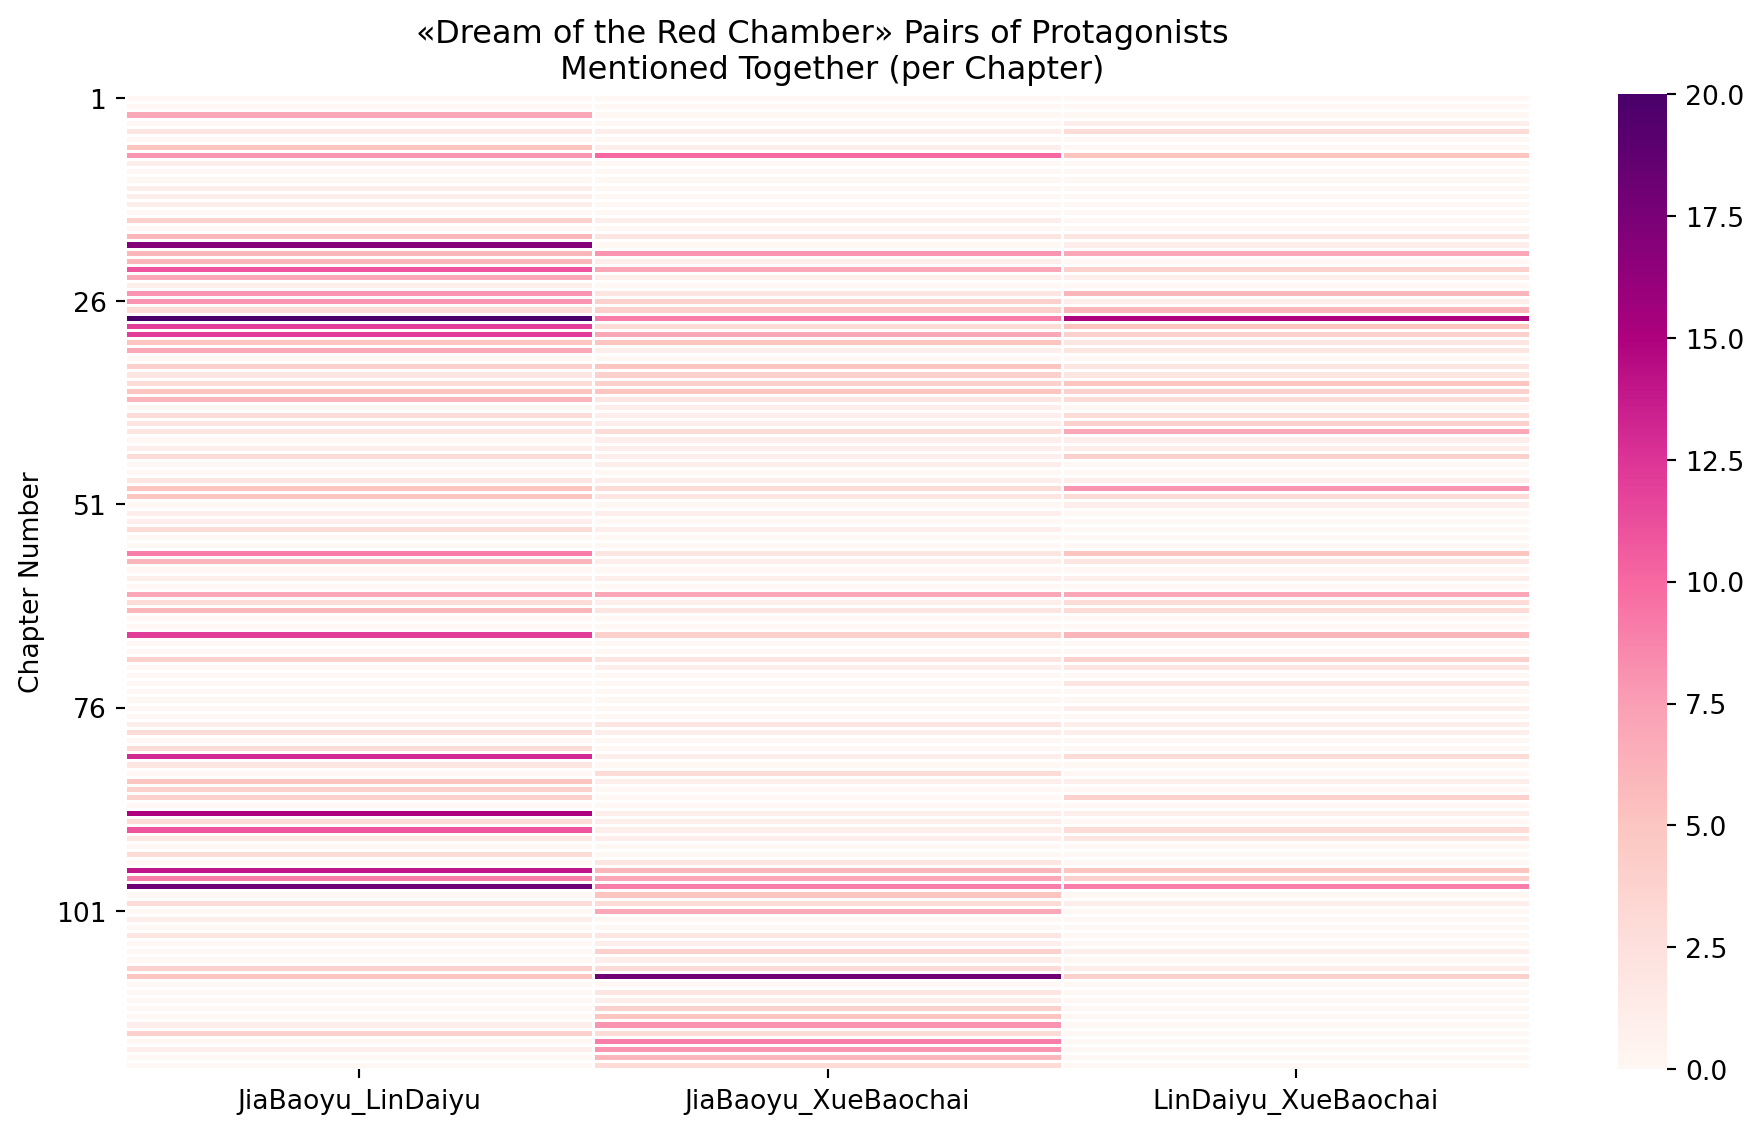 «Dream of the Red Chamber» Pairs of Protagonists
Mentioned Together (per Chapter)
Chapter Number
1
26
51
76
101
JiaBaoyu_LinDaiyu
JiaBaoyu_XueBaochai
LinDaiyu_XueBaochai
20.0
17.5
15.0
12.5
10.0
7.5
5.0
2.5
0.0